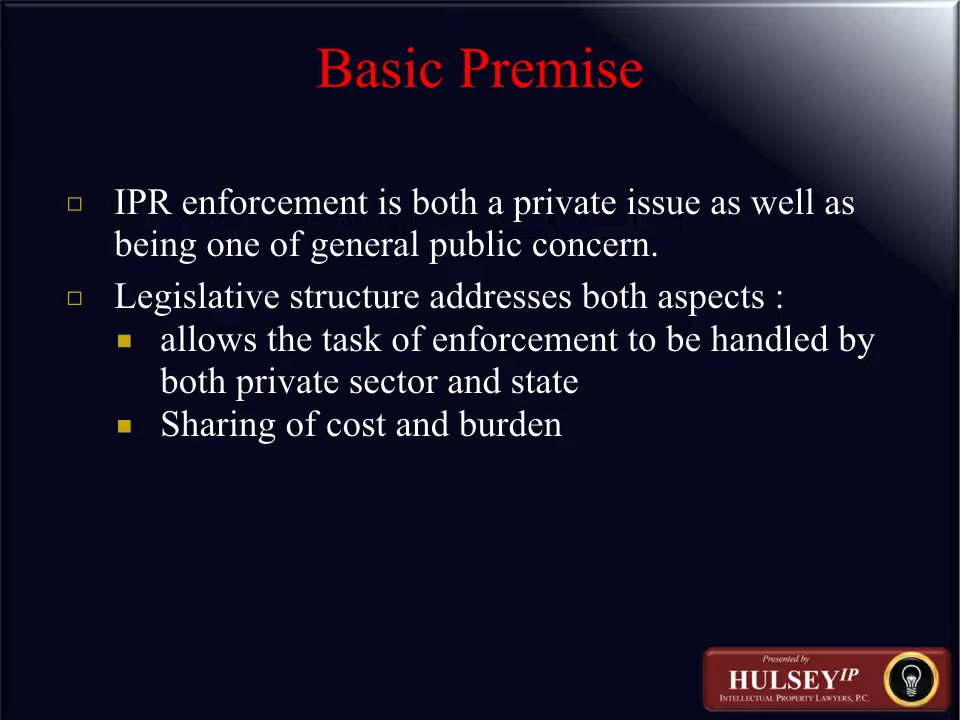 Basic Premise
IPR enforcement is both a private issue as well as
being one of general public concern.
Legislative structure addresses both aspects :
allows the task of enforcement to be handled by
both private sector and state
Sharing of cost and burden
Presented by
HULSEY IP
INTELLECTUAL PROPERTY LAWYERS, P.C.